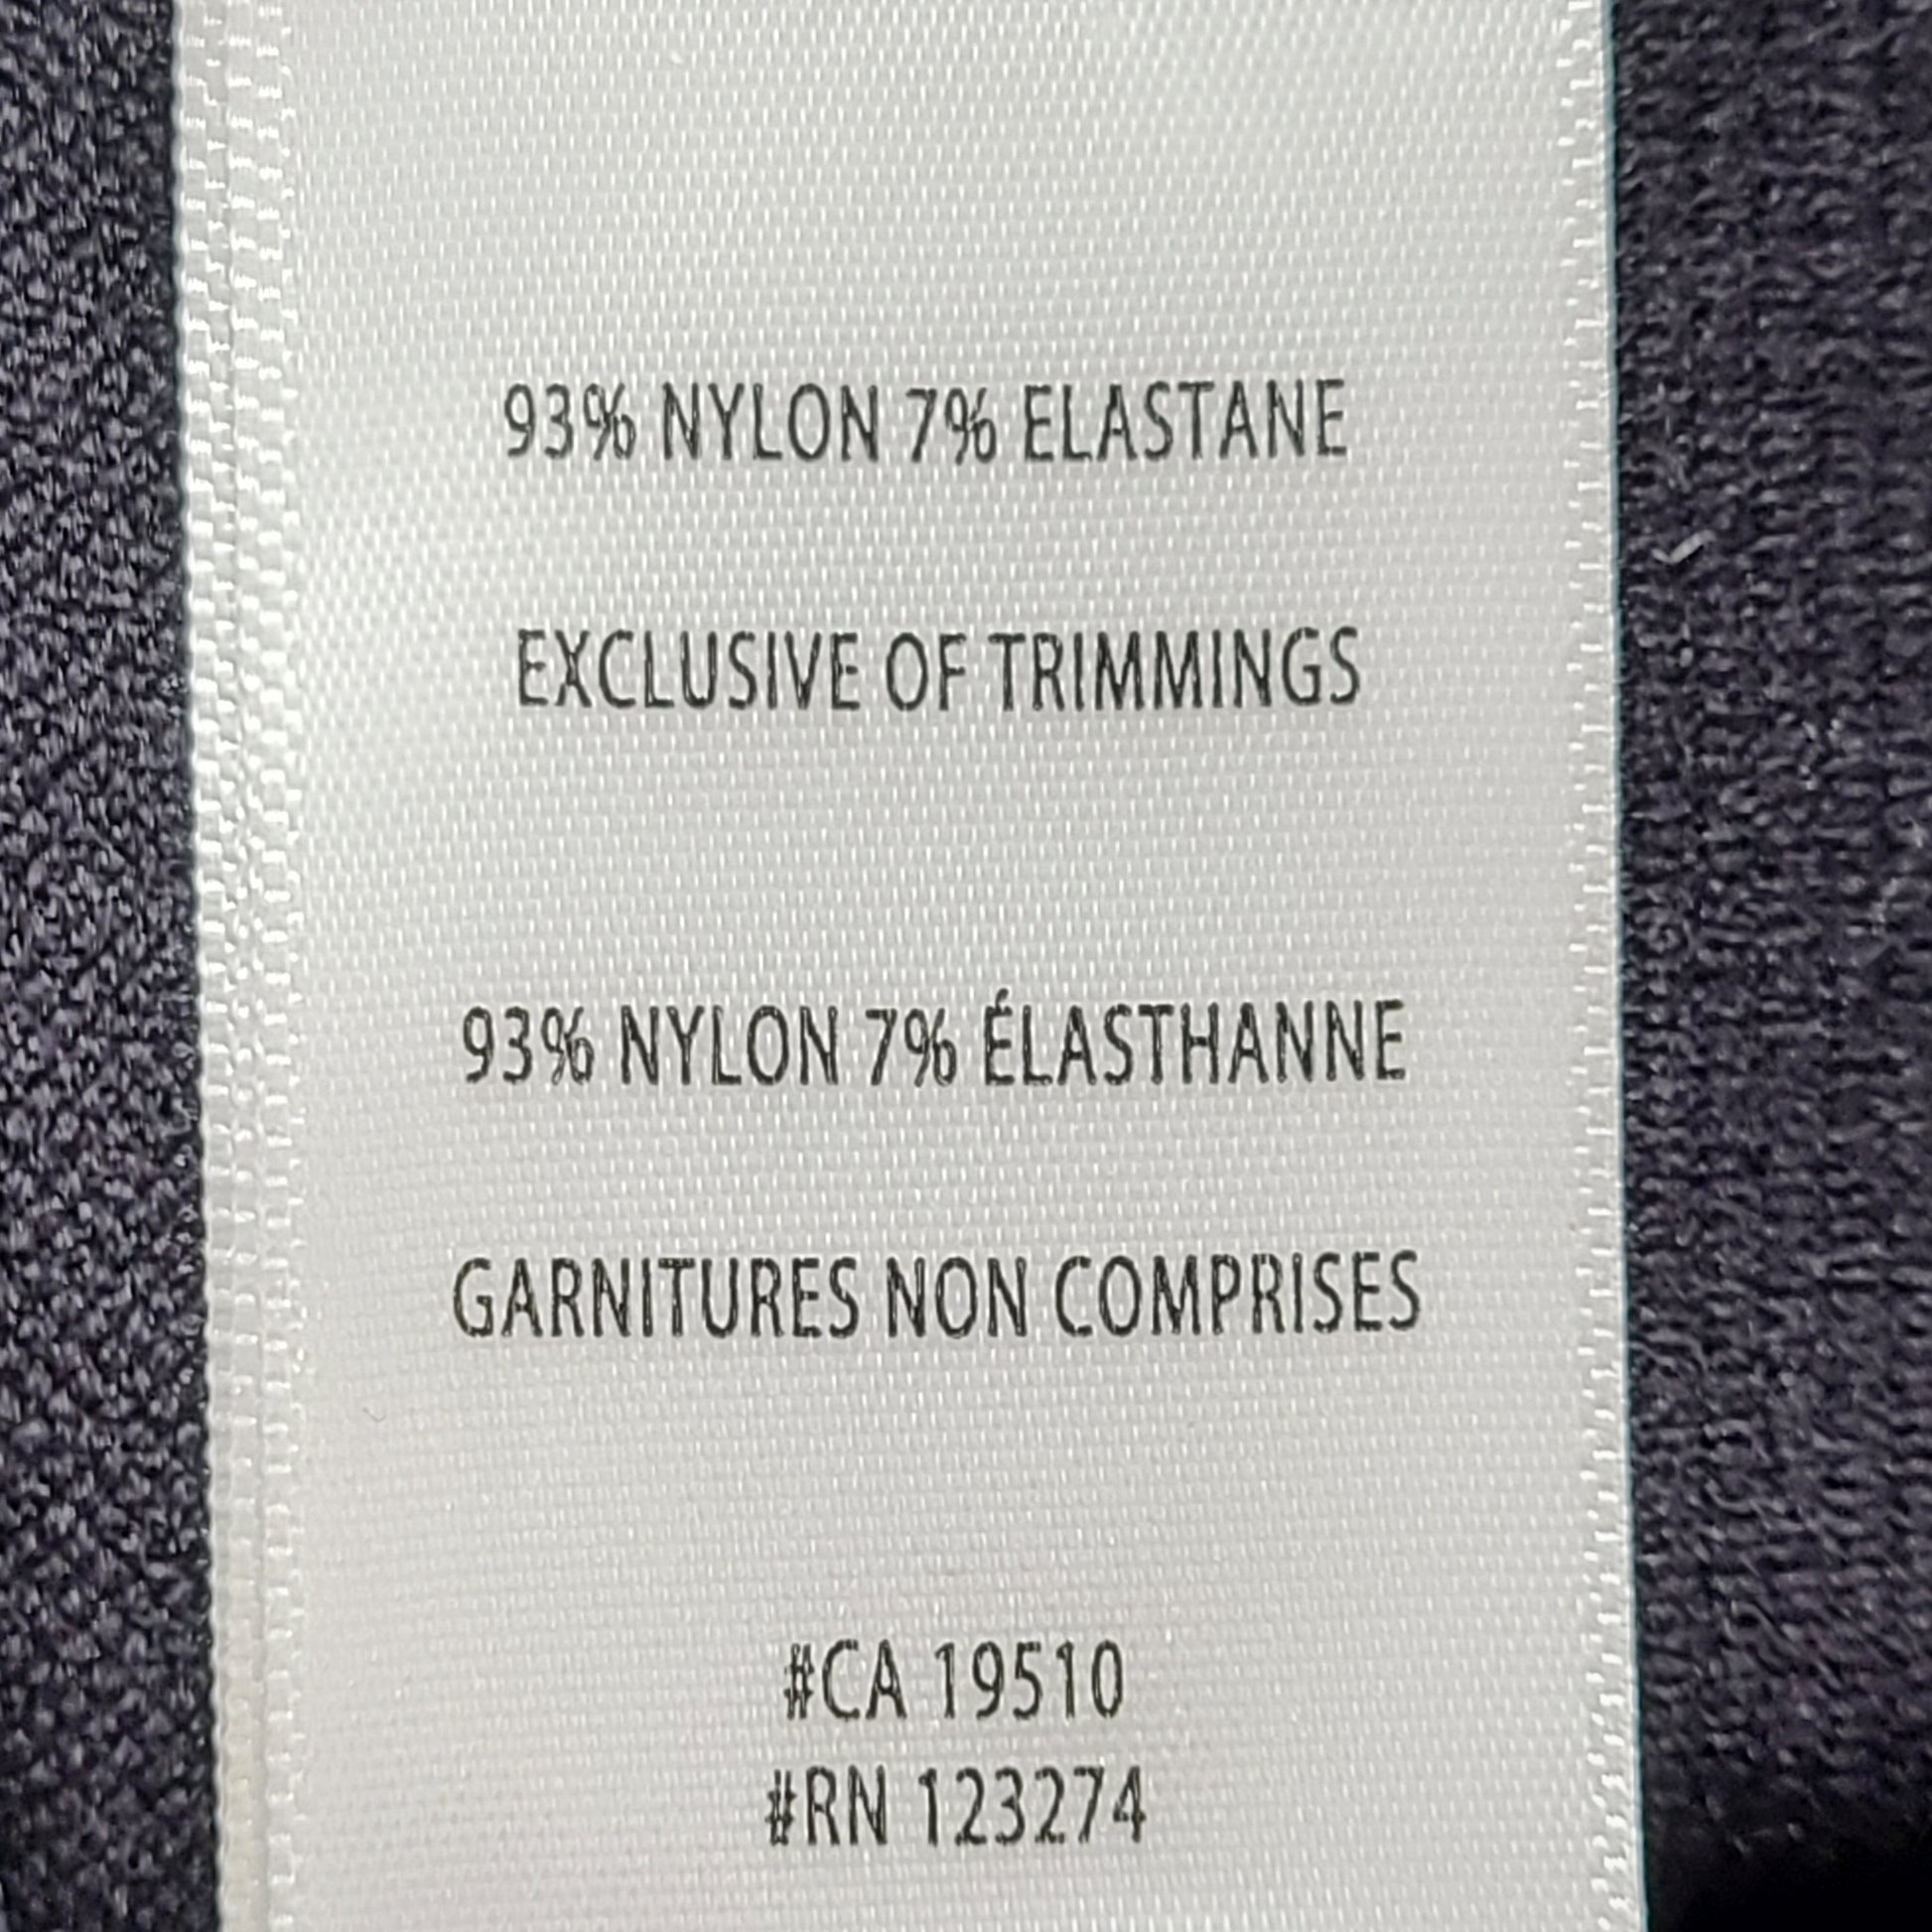 93% NYLON 7% ELASTANE
EXCLUSIVE OF TRIMMINGS
93% NYLON 7% ÉLASTHANNE
GARNITURES NON COMPRISES
#CA 19510
#RN 123274